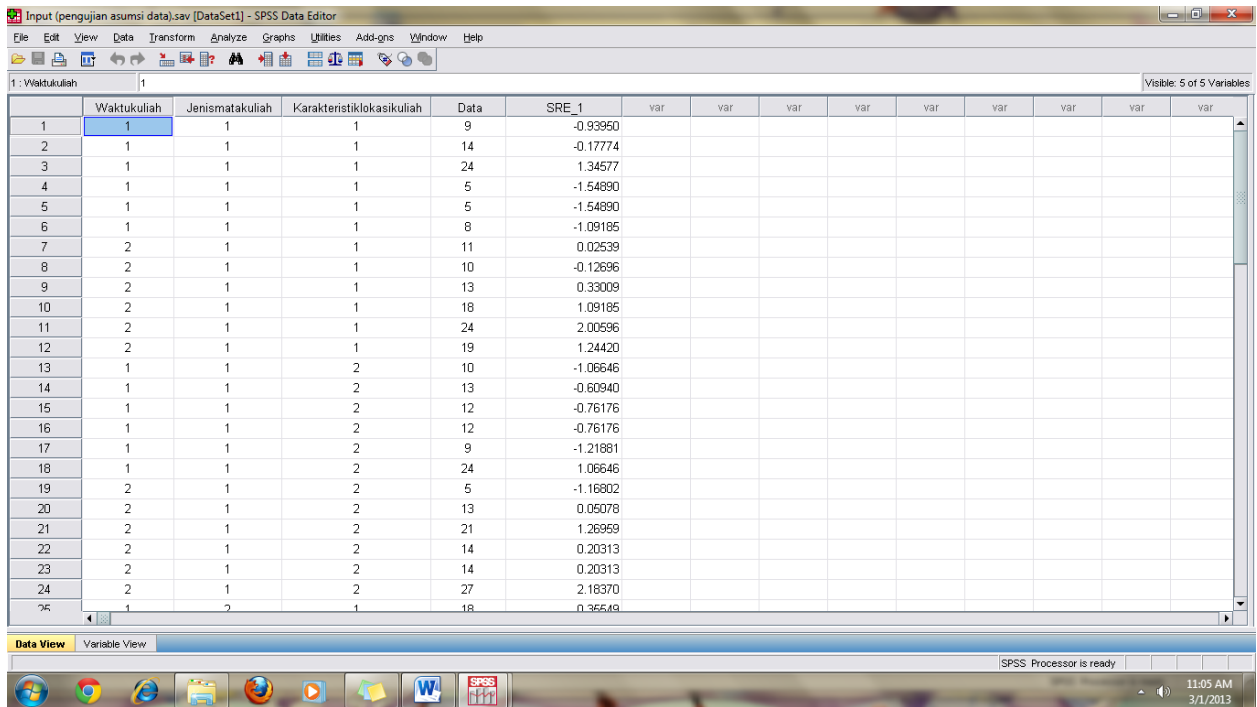 Input (pengujian asumsi data).sav [DataSet1] - SPSS Data Editor
File Edit View Data Transform Analyze Graphs Utilities Add-ons Window Help
1 : Waktukuliah 1 Visible: 5 of 5 Variables
Waktukuliah Jenismatakuliah Karakteristiklokasikuliah Data SRE_1 var var var var var var var var var
1 1 1 1 9 -0.93950
2 1 1 1 14 -0.17774
3 1 1 1 24 1.34577
4 1 1 1 5 -1.54890
5 1 1 1 5 -1.54890
6 1 1 1 8 -1.09185
7 2 1 1 11 0.02539
8 2 1 1 10 -0.12696
9 2 1 1 13 0.33009
10 2 1 1 18 1.09185
11 2 1 1 24 2.00596
12 2 1 1 19 1.24420
13 1 1 2 10 -1.06646
14 1 1 2 13 -0.60940
15 1 1 2 12 -0.76176
16 1 1 2 12 -0.76176
17 1 1 2 9 -1.21881
18 1 1 2 24 1.06646
19 2 1 2 5 -1.16802
20 2 1 2 13 0.05078
21 2 1 2 21 1.26959
22 2 1 2 14 0.20313
23 2 1 2 14 0.20313
24 2 1 2 27 2.18370
25 1 2 1 18 0.35549
Data View Variable View
SPSS Processor is ready
W SPSS 11:05 AM
3/1/2013